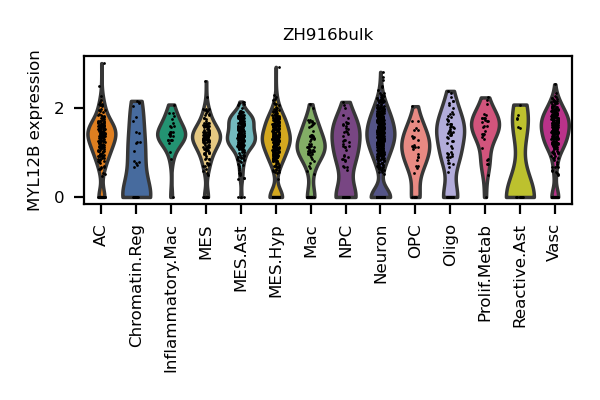 ZH916bulk
MYL12B expression
2
0
AC
Chromatin.Reg
Inflammatory.Mac
MES
MES.Ast
MES.Hyp
Mac
NPC
Neuron
OPC
Oligo
Prolif.Metab
Reactive.Ast
Vasc